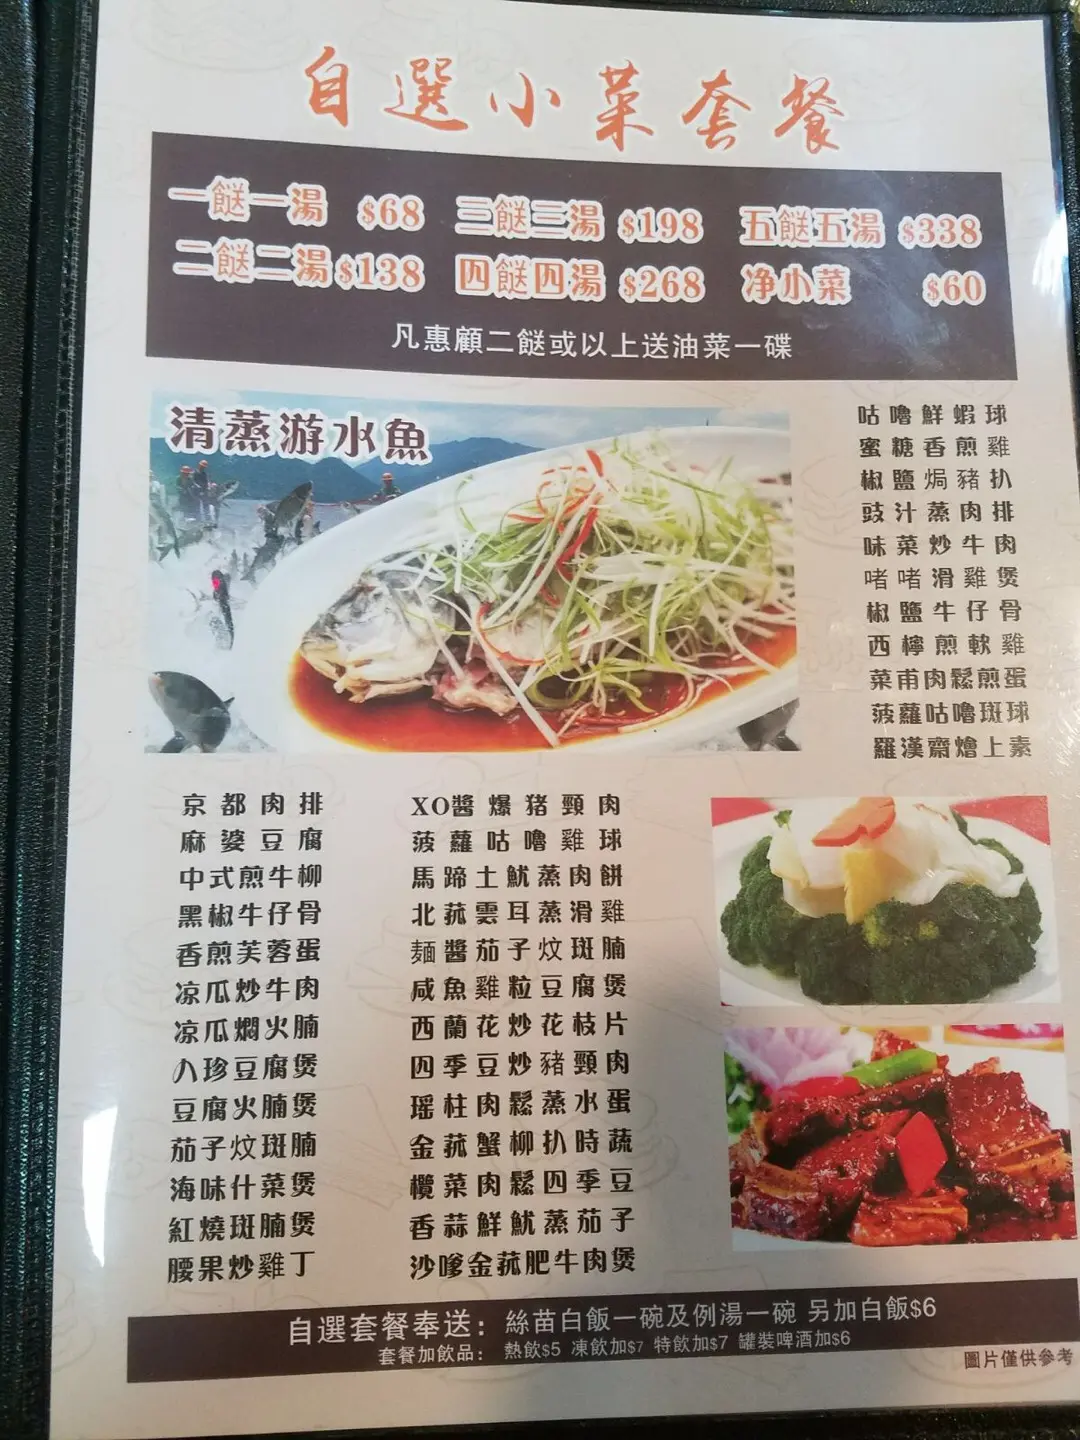 自選小菜套餐
一餸一湯 $68 三餸三湯 $198 五餸五湯 $338
二餸二湯 $138 四餸四湯 $268 净小菜 $60
凡惠顧二餸或以上送油菜一碟
清蒸游水魚
咕嚕鮮蝦球
蜜糖香煎雞
椒鹽焗豬扒
豉汁蒸肉排
味菜炒牛肉
啫啫滑雞煲
椒鹽牛仔骨
西檸煎軟雞
菜甫肉鬆煎蛋
菠蘿咕嚕斑球
羅漢齋燴上素
京都肉排
麻婆豆腐
中式煎牛柳
黑椒牛仔骨
香煎芙蓉蛋
凉瓜炒牛肉
凉瓜燜火腩
八珍豆腐煲
豆腐火腩煲
茄子炆斑腩
海味什菜煲
紅燒斑腩煲
腰果炒雞丁
XO醬爆猪頸肉
菠蘿咕嚕雞球
馬蹄土魷蒸肉餅
北菰雲耳蒸滑雞
麵醬茄子炆斑腩
咸魚雞粒豆腐煲
西蘭花炒花枝片
四季豆炒豬頸肉
瑶柱肉鬆蒸水蛋
金菰蟹柳扒時蔬
欖菜肉鬆四季豆
香蒜鮮魷蒸茄子
沙嗲金菰肥牛肉煲
自選套餐奉送：絲苗白飯一碗及例湯一碗 另加白飯$6
套餐加飲品： 熱飲$5 凍飲加$7 特飲加$7 罐裝啤酒加$6
圖片僅供參考